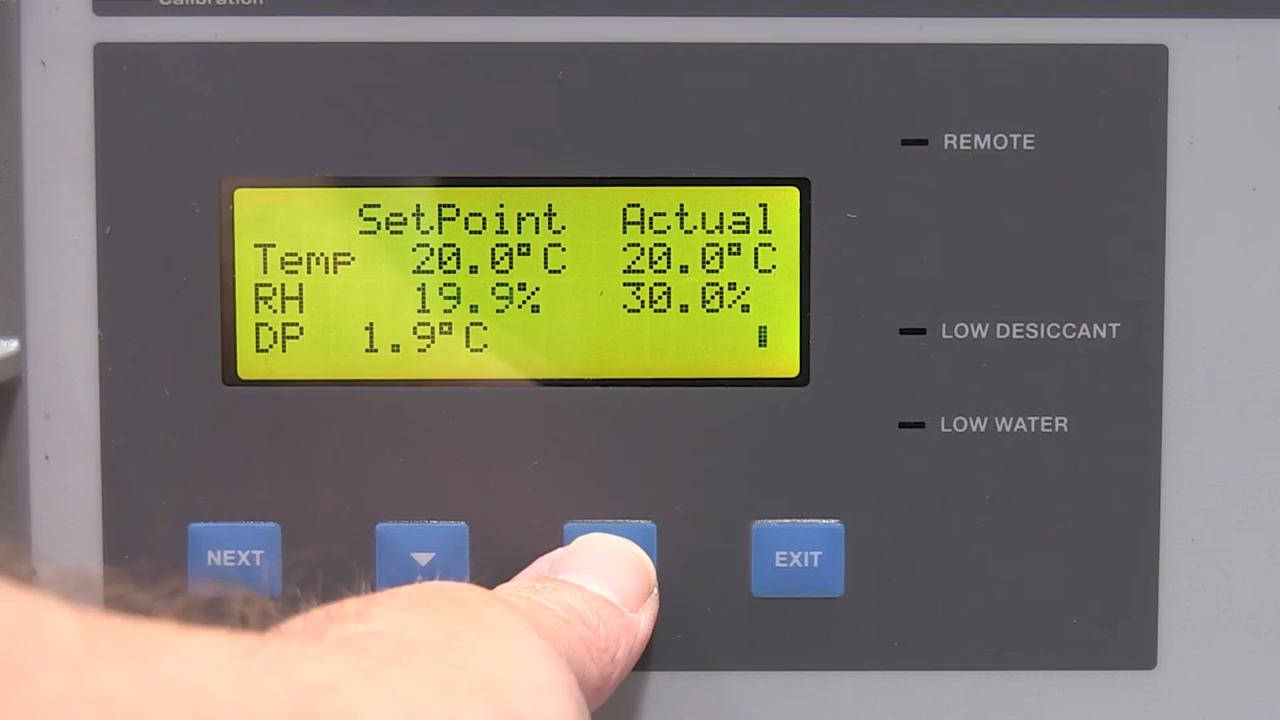 Calibration
REMOTE
SetPoint Actual
Temp 20.0°C 20.0°C
RH 19.9% 30.0%
DP 1.9°C
LOW DESICCANT
LOW WATER
NEXT
EXIT